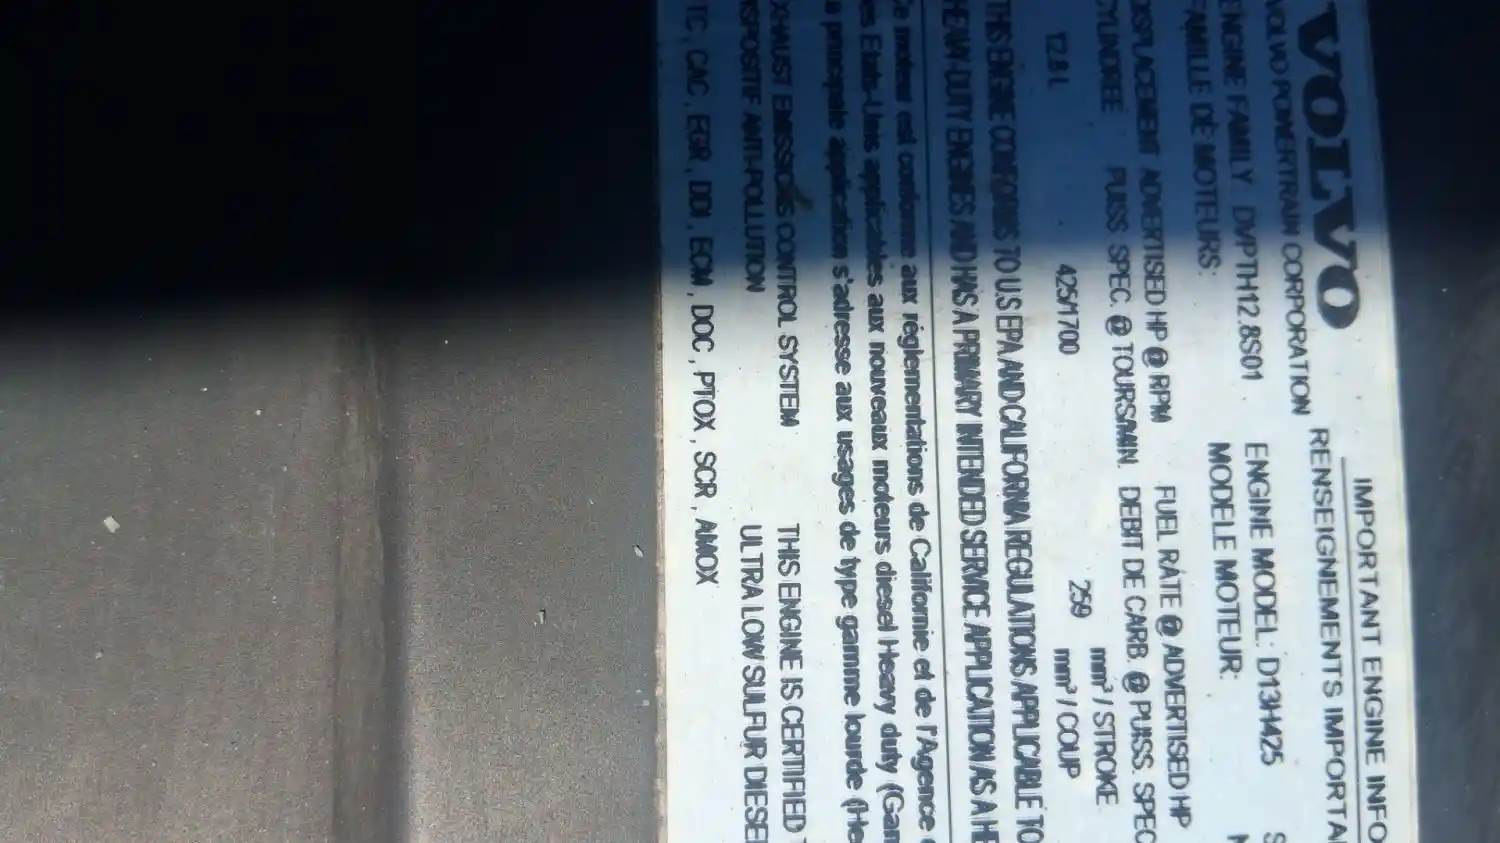 VOLVO
IMPORTANT ENGINE INFO
VOLVO POWERTRAIN CORPORATION RENSEIGNEMENTS IMPORTA
ENGINE FAMILY DVPTH12.8S01 ENGINE MODEL: D13H425 S
FAMILLE DE MOTEURS: MODELE MOTEUR:
DISPLACEMENT ADVERTISED HP @ RPM FUEL RATE @ ADVERTISED HP
CYLINDREE PUISS SPEC. @ TOURS/MIN. DEBIT DE CARB. @ PUISS. SPEC
12.8 L 425/1700 259 mm³ / STROKE
mm³ / COUP
THIS ENGINE CONFORMS TO U.S EPA AND CALIFORNIA REGULATIONS APPLICABLE TO
HEAVY DUTY ENGINES AND HAS A PRIMARY INTENDED SERVICE APPLICATION AS A HE
Ce moteur est conforme aux réglementations de Californie et de l'Agence
es Etats-Unis applicables aux nouveaux moteurs diesel Heavy duty (Gam
a principale application s'adresse aux usages de type gamme lourde (He
XHAUST EMISSIONS CONTROL SYSTEM THIS ENGINE IS CERTIFIED
SPOSITIF ANTI-POLLUTION ULTRA LOW SULFUR DIESEL
TC, CAC, EGR, DDI, ECM, DOC, PTOX, SCR, AMOX